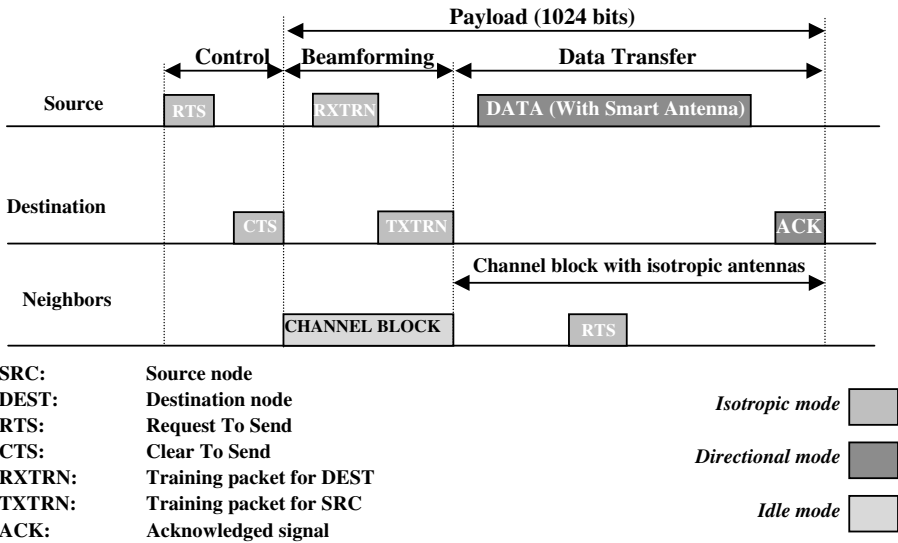 Payload (1024 bits)
Control
Beamforming
Data Transfer
Source
RTS
RXTRN
DATA (With Smart Antenna)
Destination
CTS
TXTRN
ACK
Channel block with isotropic antennas
Neighbors
CHANNEL BLOCK
RTS
SRC: Source node
DEST: Destination node
RTS: Request To Send
CTS: Clear To Send
RXTRN: Training packet for DEST
TXTRN: Training packet for SRC
ACK: Acknowledged signal
Isotropic mode
Directional mode
Idle mode